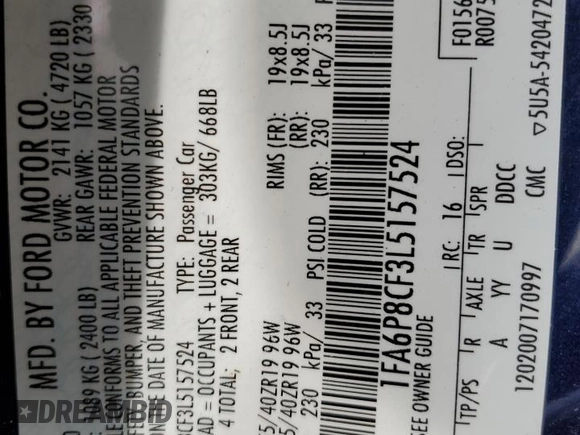 MFD. BY FORD MOTOR CO.
GVWR: 2141 KG ( 4720 LB)
KG (2400 LB) REAR GAWR: 1057 KG ( 2330
CONFORMS TO ALL APPLICABLE FEDERAL MOTOR
BUMPER, AND THEFT PREVENTION STANDARDS
DATE OF MANUFACTURE SHOWN ABOVE.
CF3L5157524 TYPE: Passenger Car
OCCUPANTS + LUGGAGE = 303KG/ 668LB
4 TOTAL, 2 FRONT, 2 REAR
5/40ZR19 96W RIMS (FR): 19x8.5J
5/40ZR19 96W (RR): 19x8.5J
230 kPa/ 33 PSI COLD (RR): 230 kPa/ 33
1FA6P8CF3L5157524
SEE OWNER GUIDE
F0156
R0075
RC: 16 DSO:
TP/PS R AXLE TR SPR
A YY U DDCC
1202007170997 CMC ▽5U5A-5420472
DREAMBID